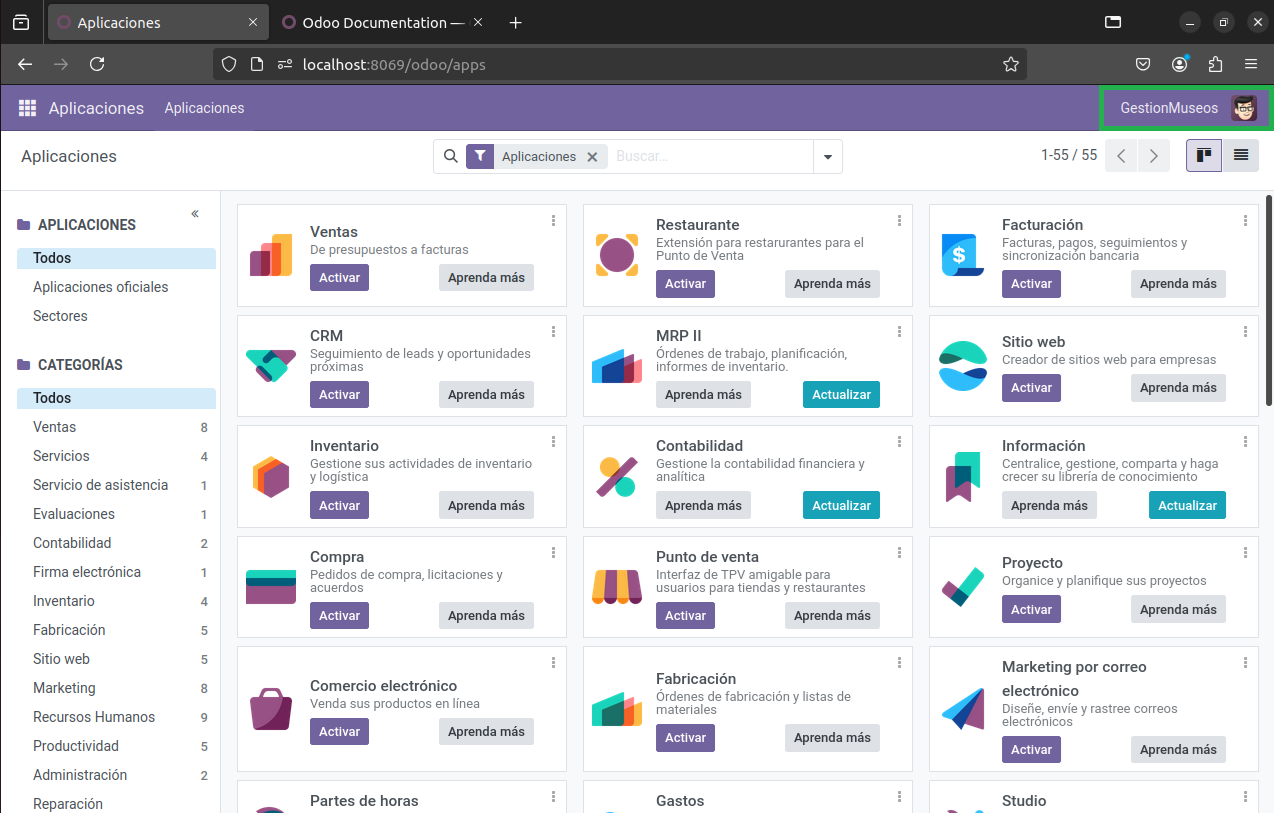 Aplicaciones
Odoo Documentation —
localhost:8069/odoo/apps
Aplicaciones
Aplicaciones
GestionMuseos
Aplicaciones
Aplicaciones
Buscar...
1-55 / 55
APLICACIONES
Todos
Aplicaciones oficiales
Sectores
CATEGORÍAS
Todos
Ventas 8
Servicios 4
Servicio de asistencia 1
Evaluaciones 1
Contabilidad 2
Firma electrónica 1
Inventario 4
Fabricación 5
Sitio web 5
Marketing 8
Recursos Humanos 9
Productividad 5
Administración 2
Reparación
Ventas
De presupuestos a facturas
Activar
Aprenda más
Restaurante
Extensión para restarurantes para el
Punto de Venta
Activar
Aprenda más
Facturación
Facturas, pagos, seguimientos y
sincronización bancaria
Activar
Aprenda más
CRM
Seguimiento de leads y oportunidades
próximas
Activar
Aprenda más
MRP II
Órdenes de trabajo, planificación,
informes de inventario.
Aprenda más
Actualizar
Sitio web
Creador de sitios web para empresas
Activar
Aprenda más
Inventario
Gestione sus actividades de inventario
y logística
Activar
Aprenda más
Contabilidad
Gestione la contabilidad financiera y
analítica
Aprenda más
Actualizar
Información
Centralice, gestione, comparta y haga
crecer su librería de conocimiento
Aprenda más
Actualizar
Compra
Pedidos de compra, licitaciones y
acuerdos
Activar
Aprenda más
Punto de venta
Interfaz de TPV amigable para
usuarios para tiendas y restaurantes
Activar
Aprenda más
Proyecto
Organice y planifique sus proyectos
Activar
Aprenda más
Comercio electrónico
Venda sus productos en línea
Activar
Aprenda más
Fabricación
Órdenes de fabricación y listas de
materiales
Activar
Aprenda más
Marketing por correo
electrónico
Diseñe, envíe y rastree correos
electrónicos
Activar
Aprenda más
Partes de horas
Gastos
Studio